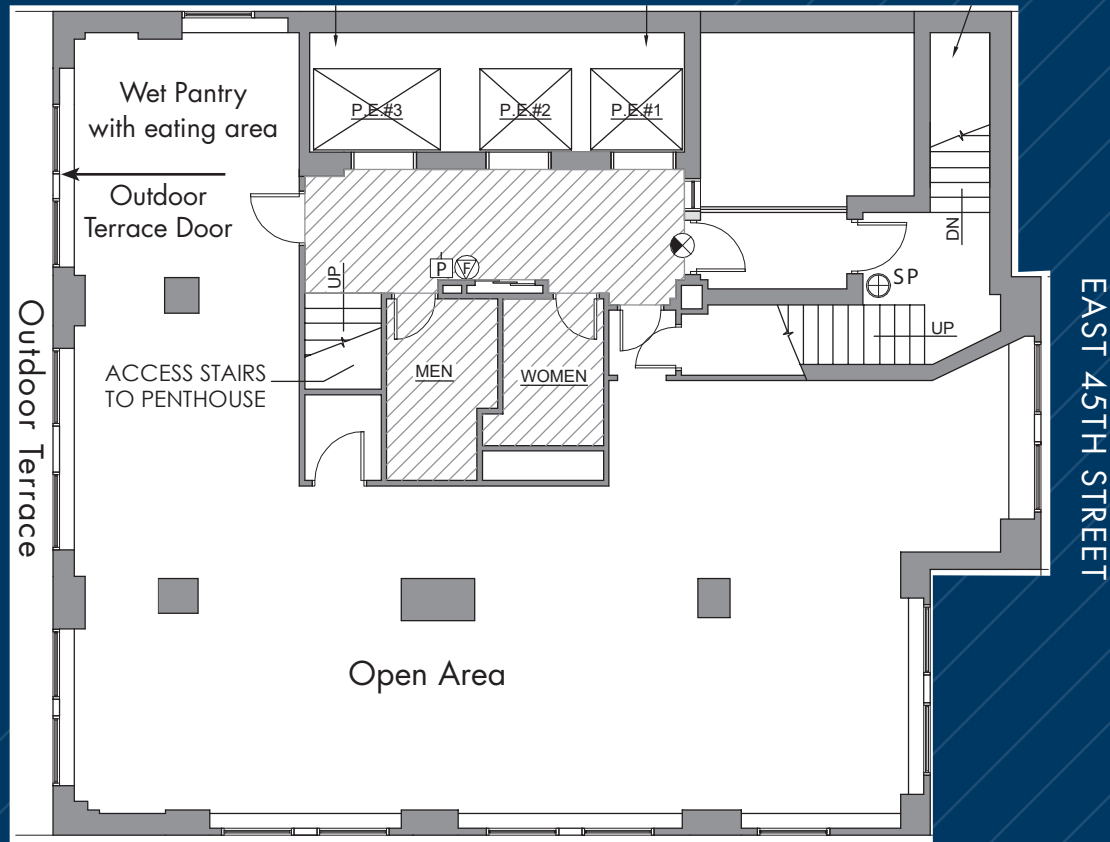 P.E.#3
P.E.#2
P.E.#1
Wet Pantry
with eating area
Outdoor
Terrace Door
DN
UP
P
F
SP
UP
ACCESS STAIRS
TO PENTHOUSE
MEN
WOMEN
Outdoor Terrace
EAST 45TH STREET
Open Area